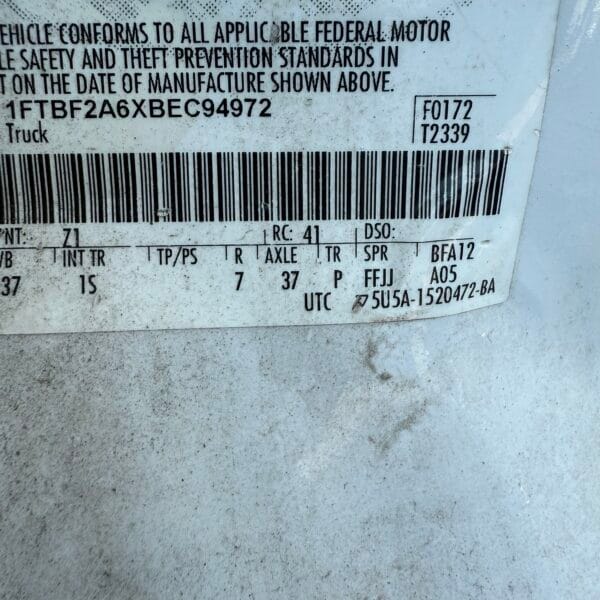 EHICLE CONFORMS TO ALL APPLICABLE FEDERAL MOTOR
LE SAFETY AND THEFT PREVENTION STANDARDS IN
T ON THE DATE OF MANUFACTURE SHOWN ABOVE.
1FTBF2A6XBEC94972
F0172
Truck
T2339
PNT: Z1
RC: 41
DSO:
WB INT TR TP/PS R AXLE TR SPR BFA12
37 1S 7 37 P FFJJ A05
UTC 5U5A-1520472-BA